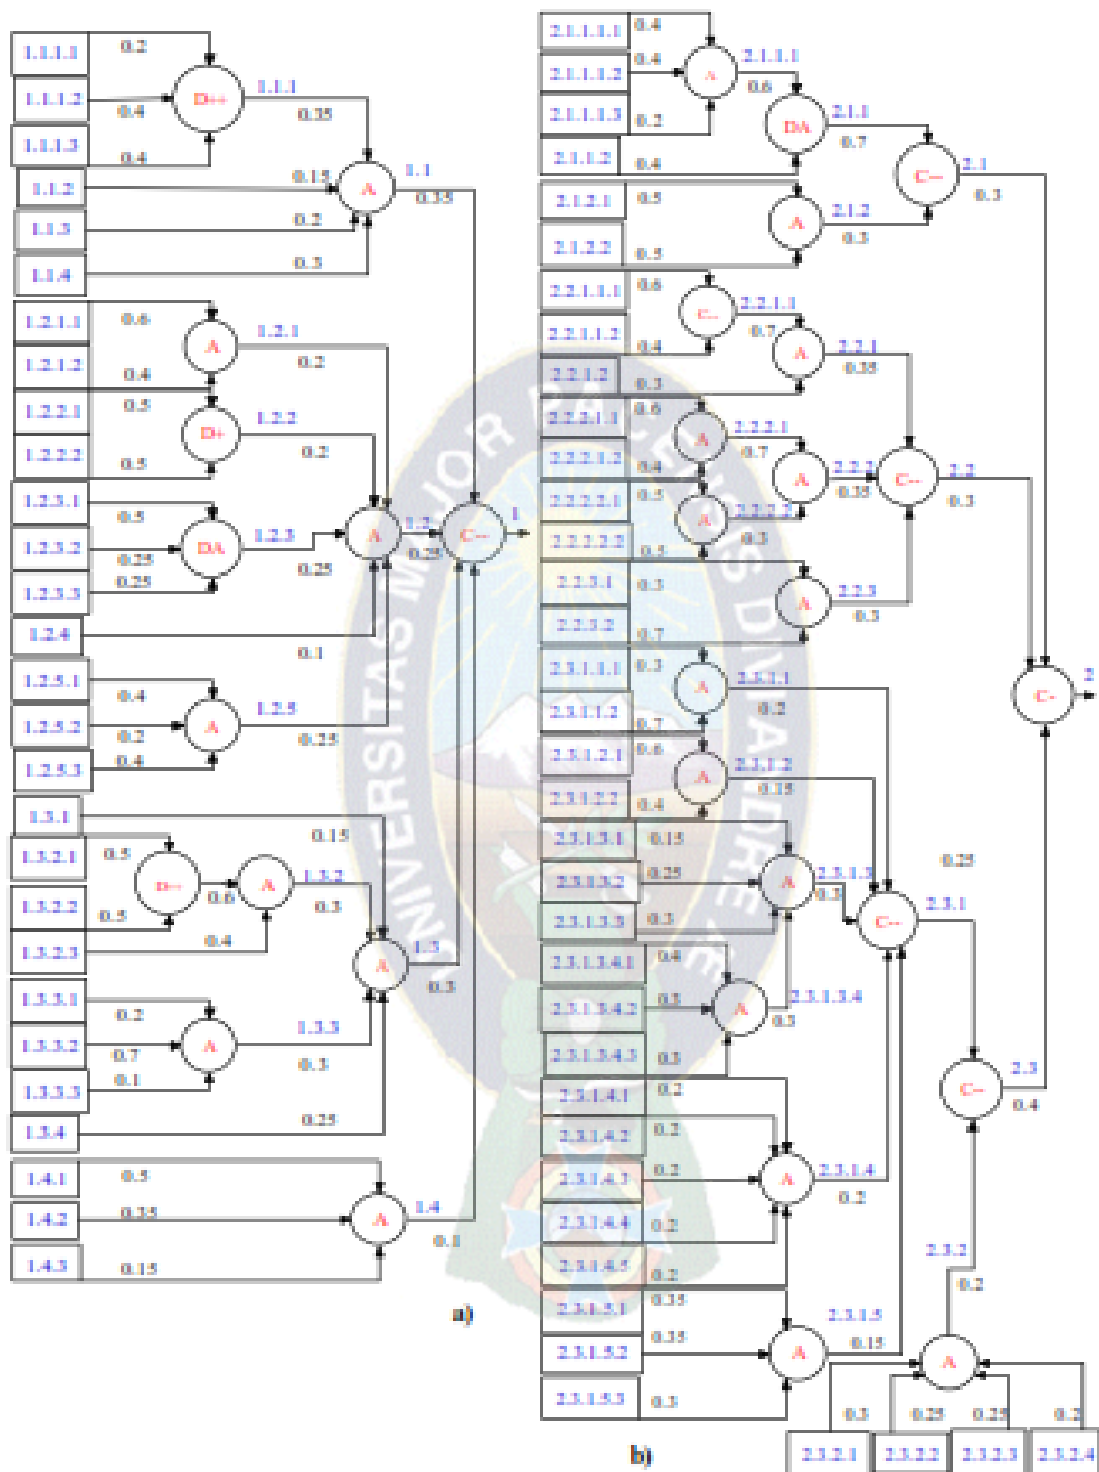 1.1.1.1 0.2
1.1.1.2 0.4
1.1.1.3 0.4
D++ 1.1.1 0.35
1.1.2 0.15
1.1.3 0.2
1.1.4 0.3
A 1.1 0.35
1.2.1.1 0.6
1.2.1.2 0.4
A 1.2.1 0.2
1.2.2.1 0.5
1.2.2.2 0.5
D+ 1.2.2 0.2
1.2.3.1 0.5
1.2.3.2 0.25
1.2.3.3 0.25
DA 1.2.3 0.25
1.2.4 0.1
A 1.2 0.25
C-- 1
1.2.5.1 0.4
1.2.5.2 0.2
1.2.5.3 0.4
A 1.2.5 0.25
1.3.1 0.15
1.3.2.1 0.5
1.3.2.2 0.5
1.3.2.3 0.4
0.6 A 1.3.2 0.3
A 1.3 0.3
1.3.3.1 0.2
1.3.3.2 0.7
1.3.3.3 0.1
A 1.3.3 0.3
1.3.4 0.25
1.4.1 0.5
1.4.2 0.35
1.4.3 0.15
A 1.4 0.1
a)
2.1.1.1.1 0.4
2.1.1.1.2 0.4
2.1.1.1.3 0.2
A 2.1.1.1 0.6
2.1.1.2 0.4
DA 2.1.1 0.7
2.1.2.1 0.5
2.1.2.2 0.5
A 2.1.2 0.3
C-- 2.1 0.3
2.2.1.1.1 0.6
2.2.1.1.2 0.4
2.2.1.1 0.7
2.2.1.2 0.3
A 2.2.1 0.35
2.2.2.1.1 0.6
2.2.2.1.2 0.4
A 2.2.2.1 0.7
2.2.2.2.1 0.5
2.2.2.2.2 0.5
A 2.2.2.2 0.3
A 2.2.2 0.35
C-- 2.2 0.3
2.2.3.1 0.3
2.2.3.2 0.7
A 2.2.3 0.3
C- 2
2.3.1.1.1 0.3
2.3.1.1.2 0.7
A 2.3.1.1 0.2
2.3.1.2.1 0.6
2.3.1.2.2 0.4
A 2.3.1.2 0.15
2.3.1.3.1 0.15
2.3.1.3.2 0.25
2.3.1.3.3 0.3
A 2.3.1.3 0.3
0.25
C-- 2.3.1
2.3.1.3.4.1 0.4
2.3.1.3.4.2 0.3
2.3.1.3.4.3 0.3
A 2.3.1.3.4 0.3
2.3.1.4.1 0.2
2.3.1.4.2 0.2
2.3.1.4.3 0.2
2.3.1.4.4 0.2
2.3.1.4.5 0.2
A 2.3.1.4 0.2
C-- 2.3 0.4
2.3.1.5.1 0.35
2.3.1.5.2 0.35
2.3.1.5.3 0.3
A 2.3.1.5 0.15
2.3.2 0.2
A
0.3 0.25 0.25 0.2
2.3.2.1 2.3.2.2 2.3.2.3 2.3.2.4
b)
UNIVERSITAS MAJOR PACENSIS DIVI ANDREAE